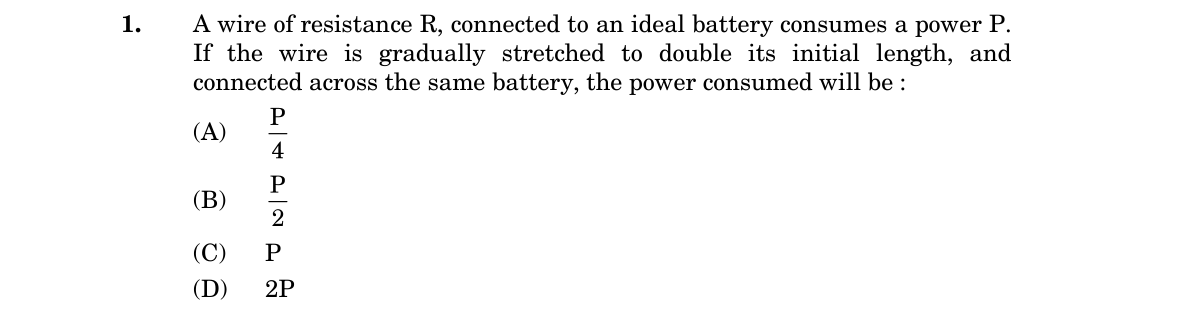 1. A wire of resistance R, connected to an ideal battery consumes a power P.
If the wire is gradually stretched to double its initial length, and
connected across the same battery, the power consumed will be :
(A) P/4
(B) P/2
(C) P
(D) 2P